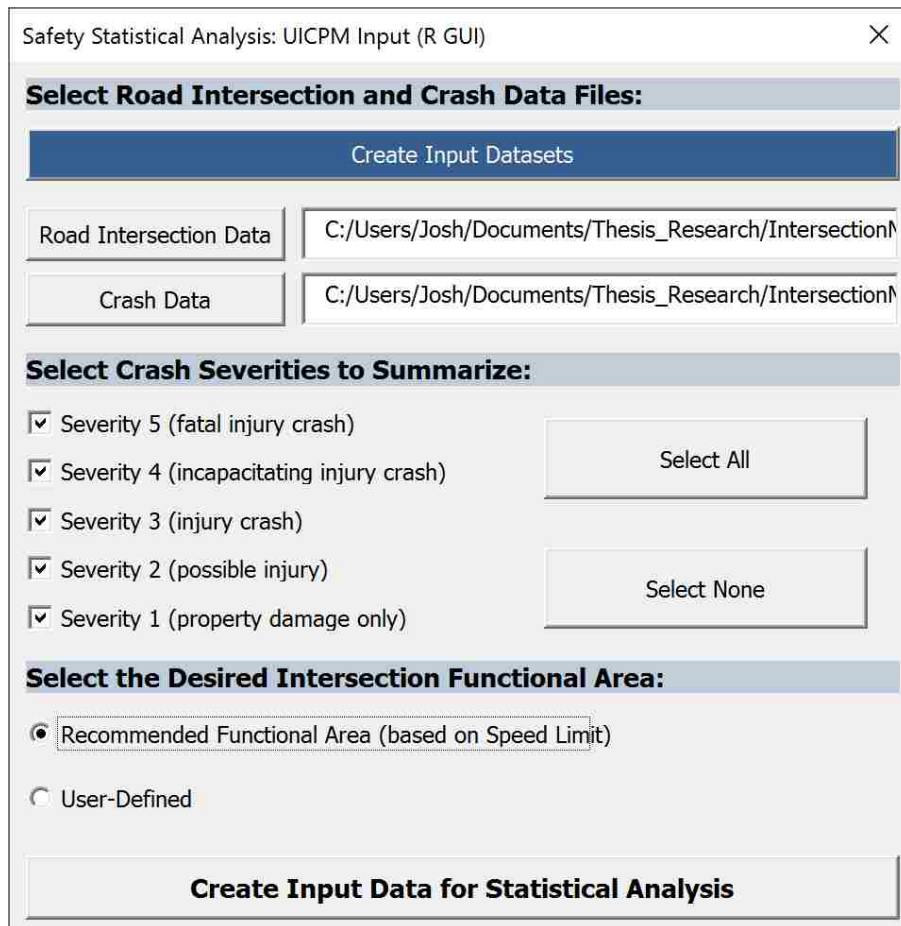 Safety Statistical Analysis: UICPM Input (R GUI)
Select Road Intersection and Crash Data Files:
Create Input Datasets
Road Intersection Data C:/Users/Josh/Documents/Thesis_Research/IntersectionN
Crash Data C:/Users/Josh/Documents/Thesis_Research/IntersectionN
Select Crash Severities to Summarize:
Severity 5 (fatal injury crash)
Severity 4 (incapacitating injury crash)
Select All
Severity 3 (injury crash)
Severity 2 (possible injury)
Select None
Severity 1 (property damage only)
Select the Desired Intersection Functional Area:
Recommended Functional Area (based on Speed Limit)
User-Defined
Create Input Data for Statistical Analysis